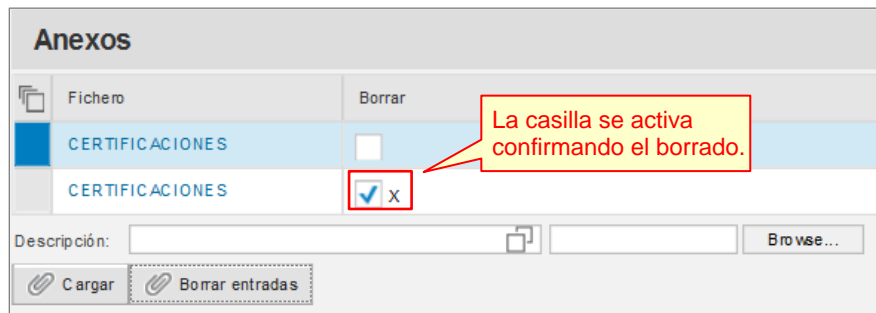 Anexos
Fichero Borrar
La casilla se activa
confirmando el borrado.
CERTIFICACIONES
CERTIFICACIONES x
Descripción: Browse...
Cargar Borrar entradas